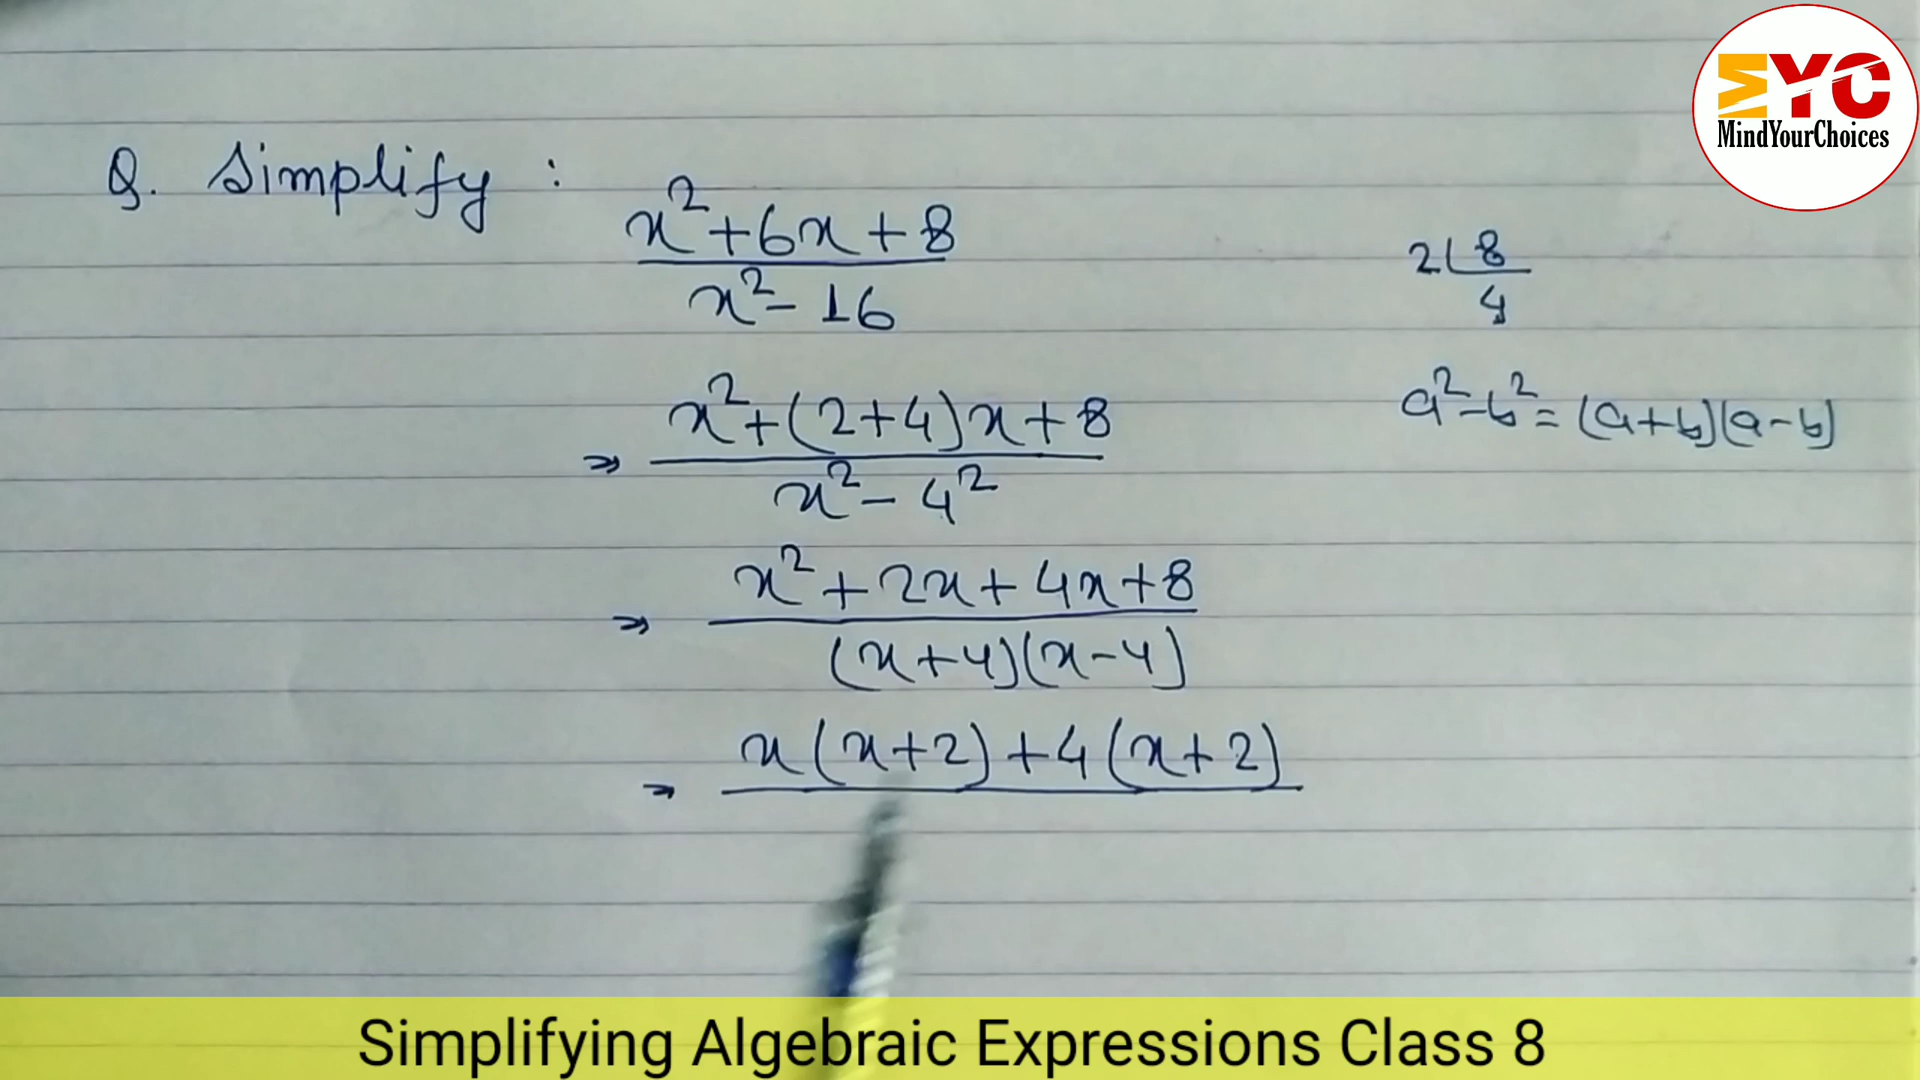 MYC
MindYourChoices
Q. Simplify :
x²+6x+8
x²-16
2 8
4
⇒ x²+(2+4)x+8
x²-4²
a²-b²=(a+b)(a-b)
⇒ x²+2x+4x+8
(x+4)(x-4)
⇒ x(x+2)+4(x+2)
Simplifying Algebraic Expressions Class 8